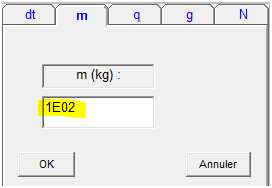 dt m q g N
m (kg) :
1E02
OK Annuler